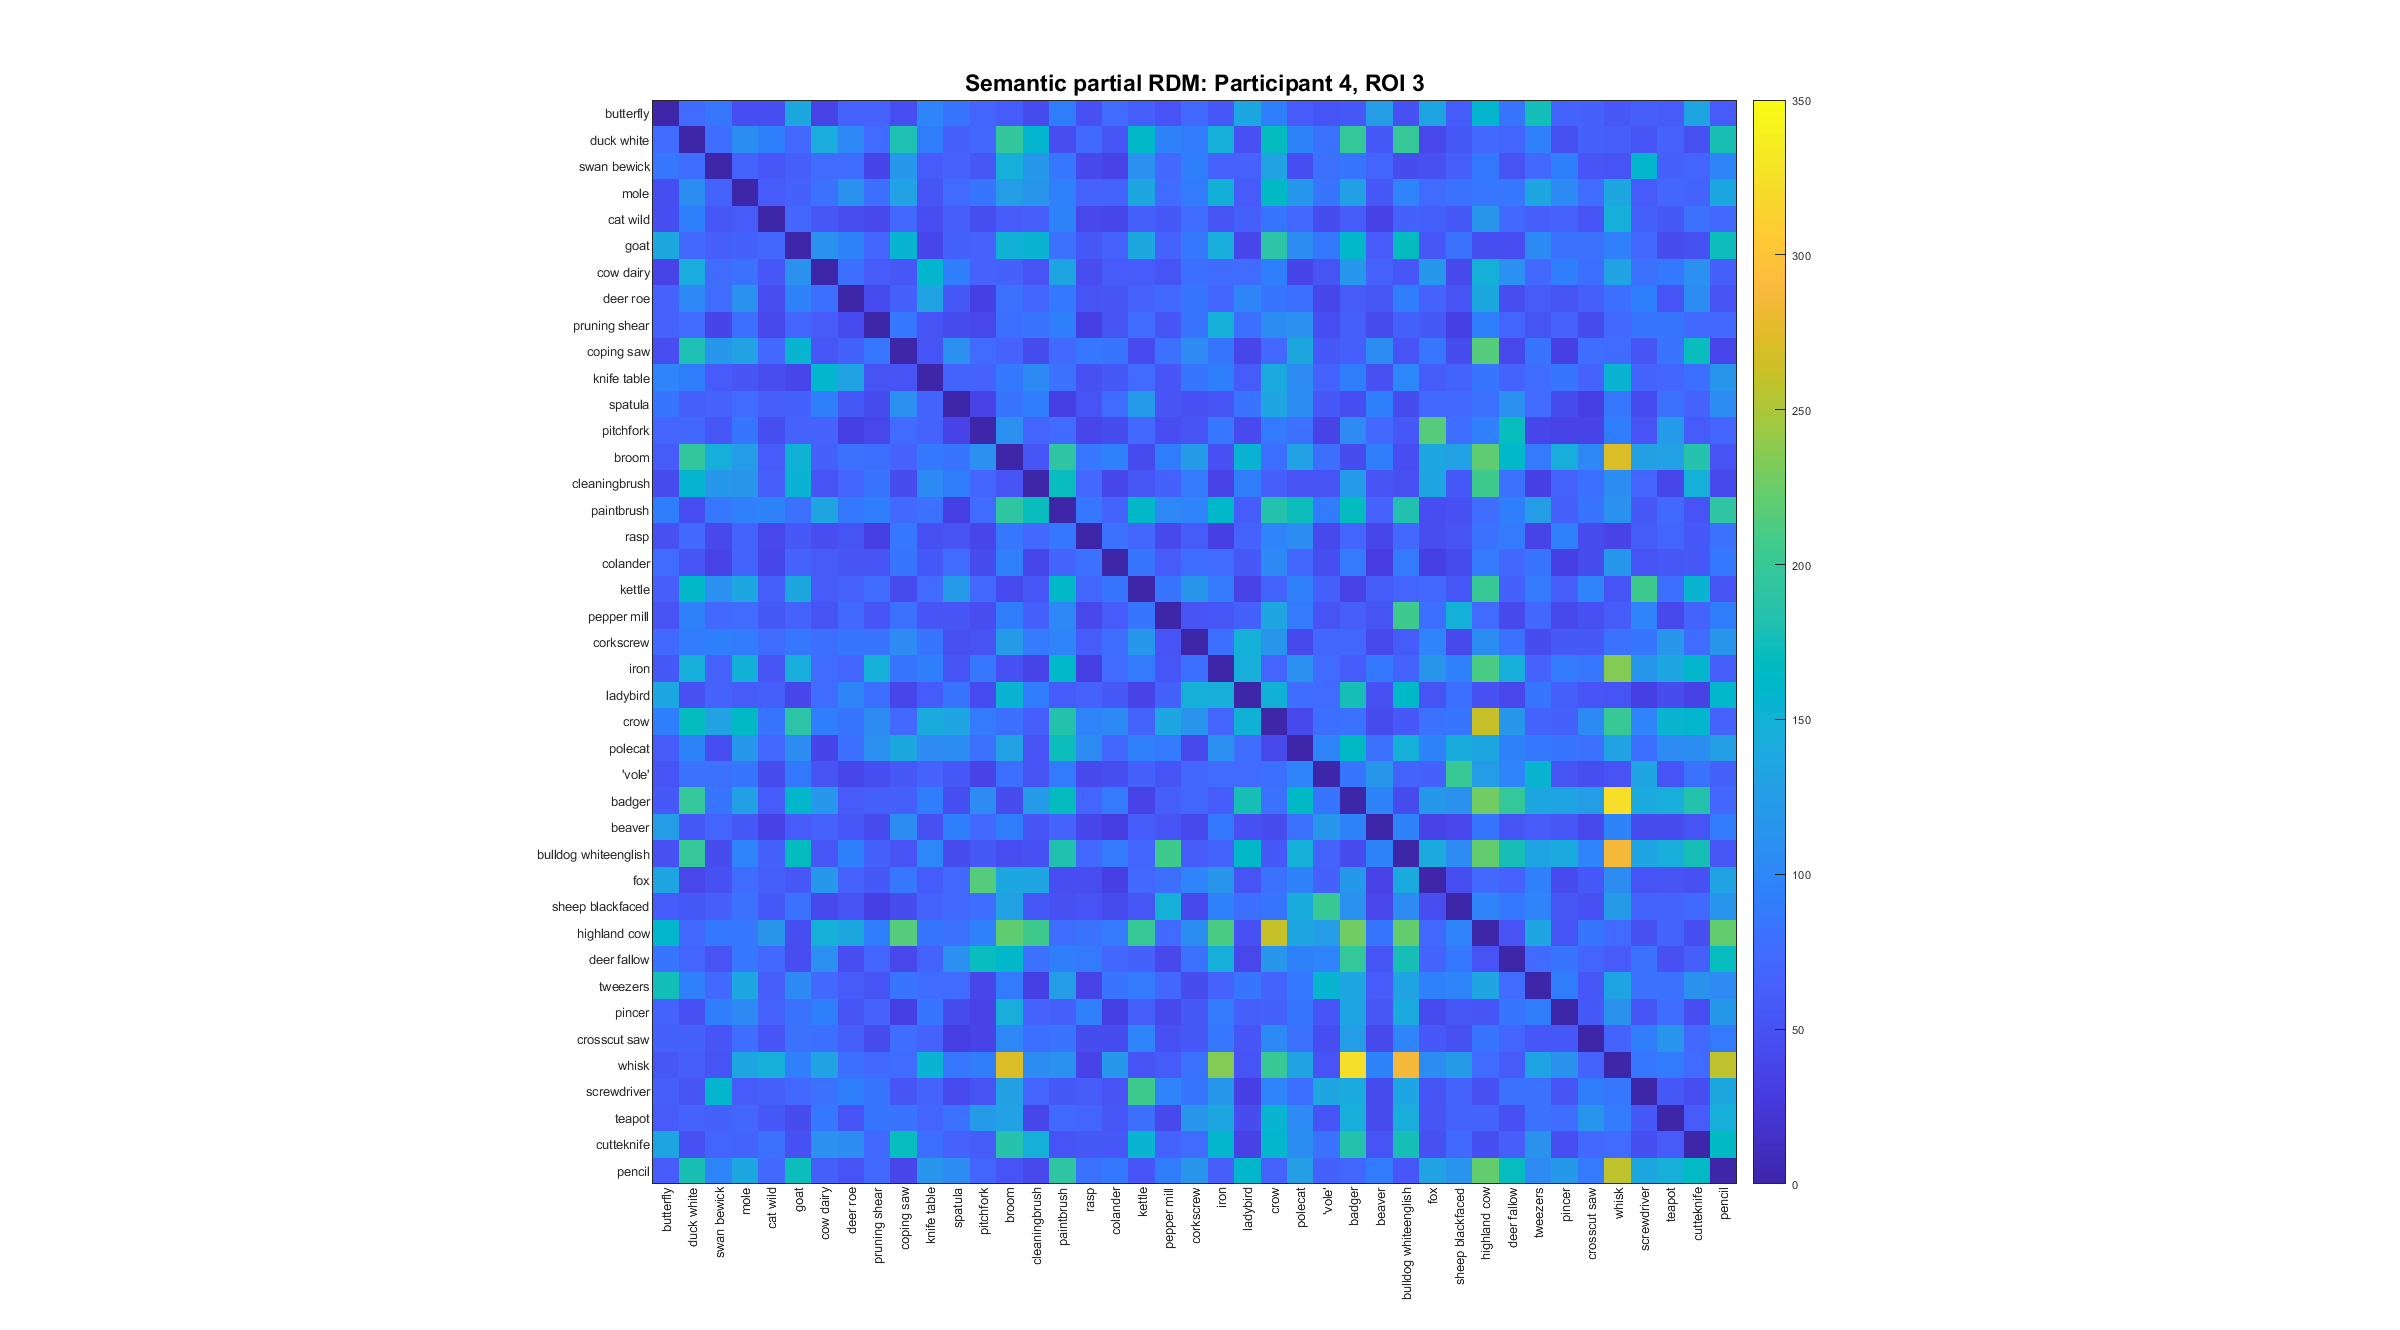 Semantic partial RDM: Participant 4, ROI 3
butterfly
duck white
swan bewick
mole
cat wild
goat
cow dairy
deer roe
pruning shear
coping saw
knife table
spatula
pitchfork
broom
cleaningbrush
paintbrush
rasp
colander
kettle
pepper mill
corkscrew
iron
ladybird
crow
polecat
'vole'
badger
beaver
bulldog whiteenglish
fox
sheep blackfaced
highland cow
deer fallow
tweezers
pincer
crosscut saw
whisk
screwdriver
teapot
cutteknife
pencil
butterfly
duck white
swan bewick
mole
cat wild
goat
cow dairy
deer roe
pruning shear
coping saw
knife table
spatula
pitchfork
broom
cleaningbrush
paintbrush
rasp
colander
kettle
pepper mill
corkscrew
iron
ladybird
crow
polecat
'vole'
badger
beaver
bulldog whiteenglish
fox
sheep blackfaced
highland cow
deer fallow
tweezers
pincer
crosscut saw
whisk
screwdriver
teapot
cutteknife
pencil
350
300
250
200
150
100
50
0